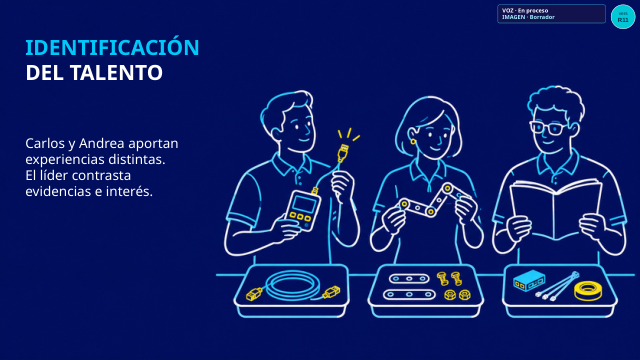 VOZ · En proceso
IMAGEN · Borrador
R11
IDENTIFICACIÓN
DEL TALENTO
Carlos y Andrea aportan
experiencias distintas.
El líder contrasta
evidencias e interés.